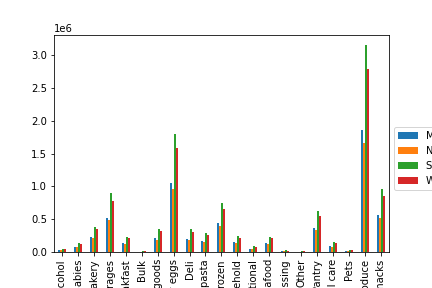 1e6
3.0
2.5
2.0
1.5
1.0
0.5
0.0
M
N
S
W
cohol
abies
akery
rages
kfast
Bulk
goods
eggs
Deli
pasta
rozen
ehold
tional
afood
ssing
Other
antry
l care
Pets
oduce
nacks